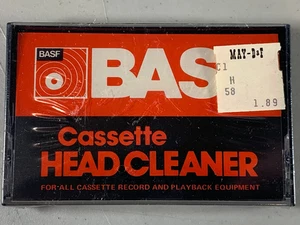 BASF
BAS
MAY-D&F
C1
H
58
1.89
Cassette
HEAD CLEANER
FOR ALL CASSETTE RECORD AND PLAYBACK EQUIPMENT